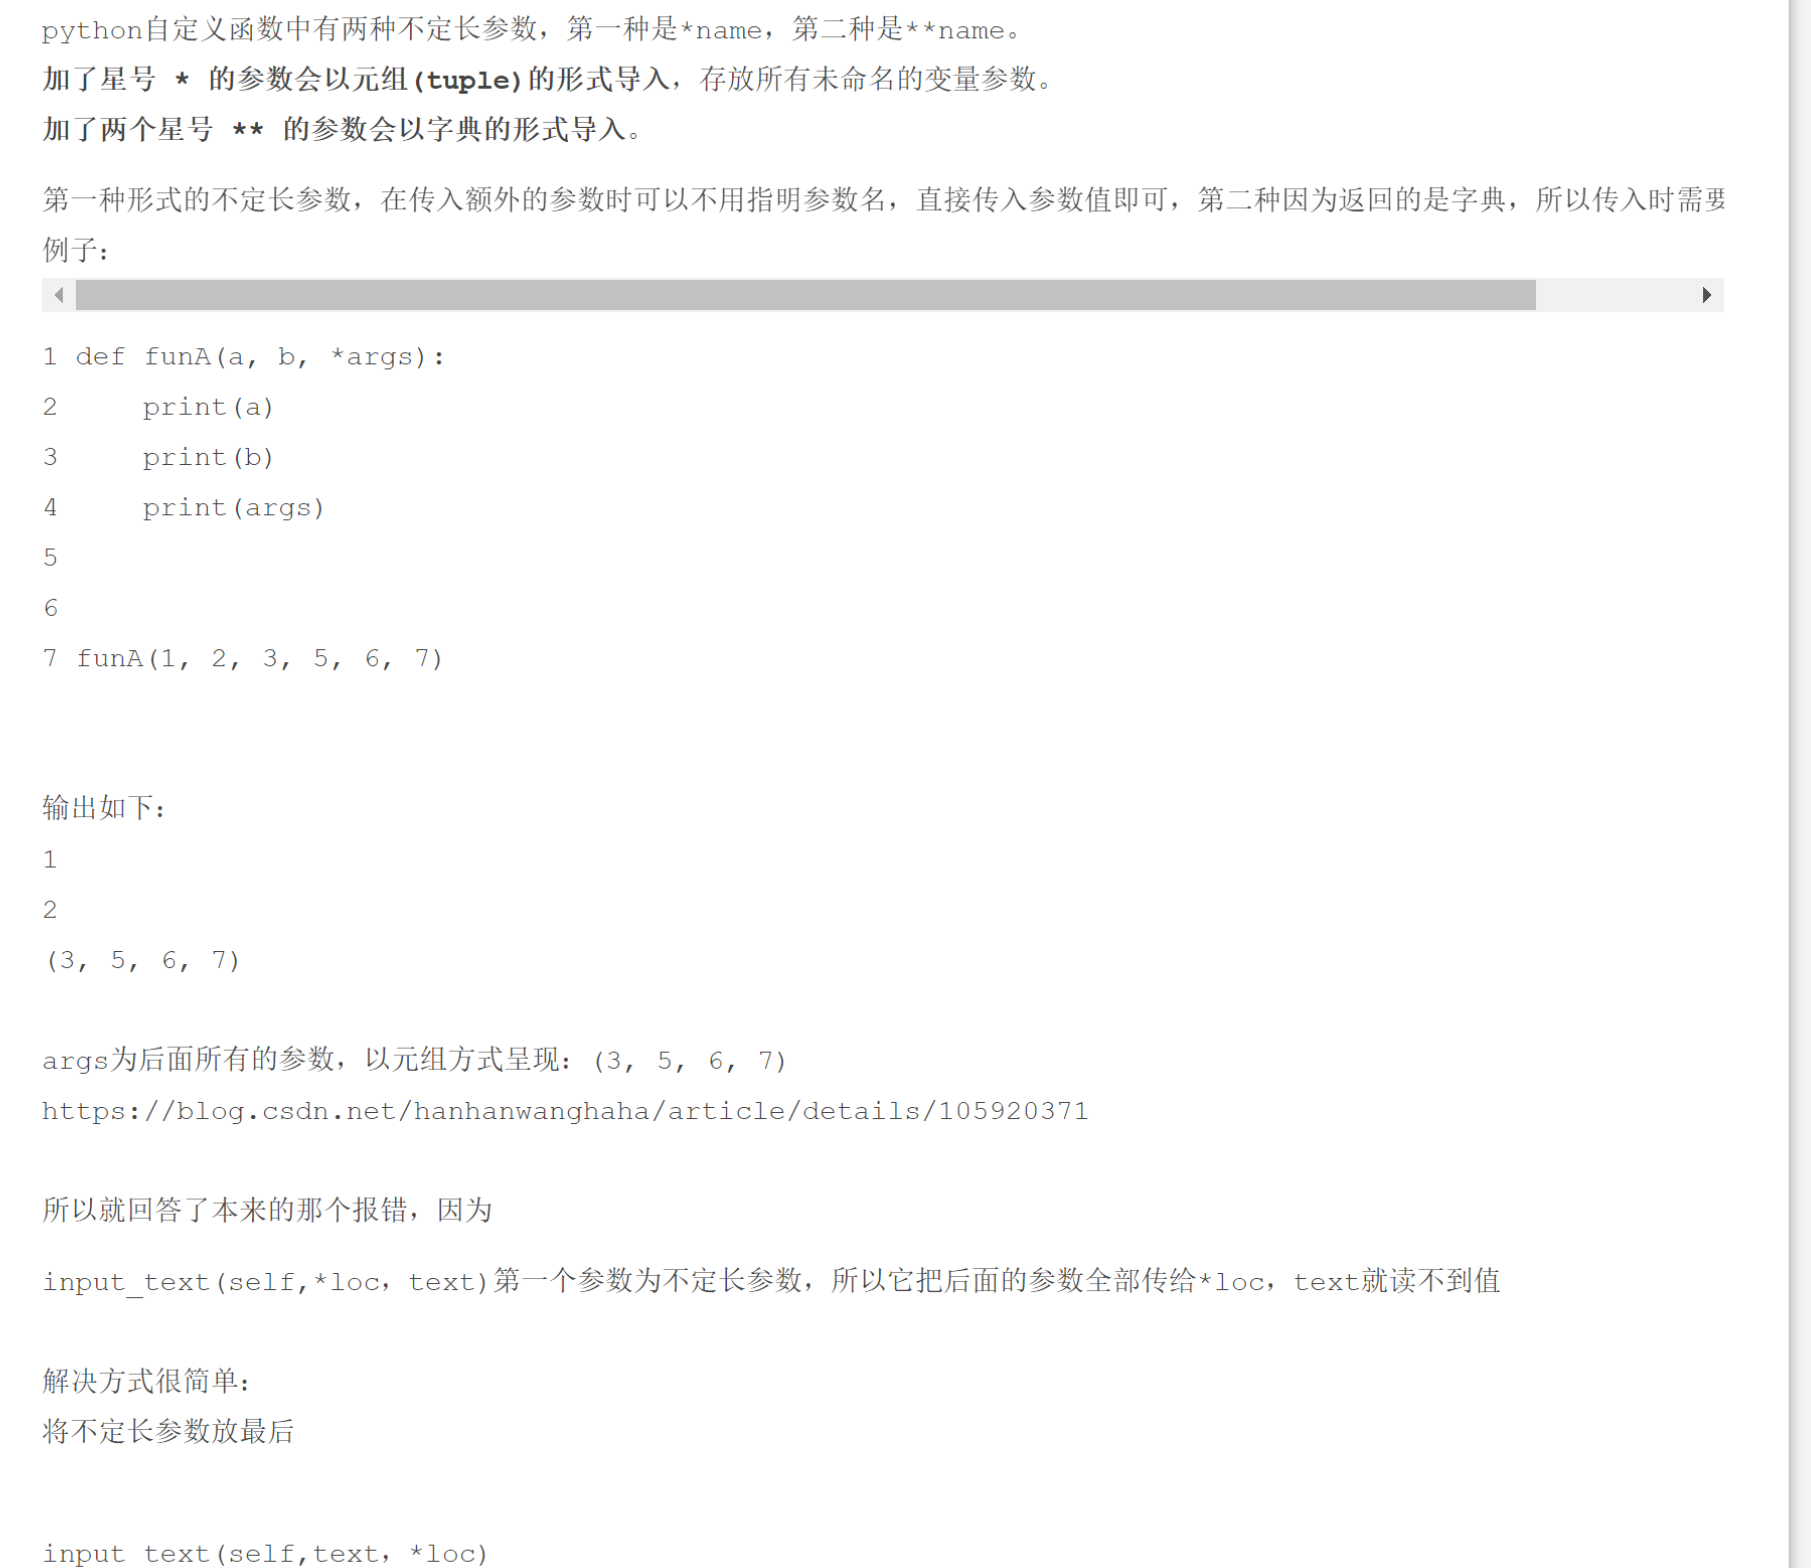 python自定义函数中有两种不定长参数，第一种是*name，第二种是**name。
加了星号 * 的参数会以元组(tuple)的形式导入，存放所有未命名的变量参数。
加了两个星号 ** 的参数会以字典的形式导入。
第一种形式的不定长参数，在传入额外的参数时可以不用指明参数名，直接传入参数值即可，第二种因为返回的是字典，所以传入时需要
例子：
1 def funA(a, b, *args):
2     print(a)
3     print(b)
4     print(args)
5
6
7 funA(1, 2, 3, 5, 6, 7)
输出如下：
1
2
(3, 5, 6, 7)
args为后面所有的参数，以元组方式呈现：(3, 5, 6, 7)
https://blog.csdn.net/hanhanwanghaha/article/details/105920371
所以就回答了本来的那个报错，因为
input_text(self,*loc，text)第一个参数为不定长参数，所以它把后面的参数全部传给*loc，text就读不到值
解决方式很简单：
将不定长参数放最后
input_text(self,text，*loc)